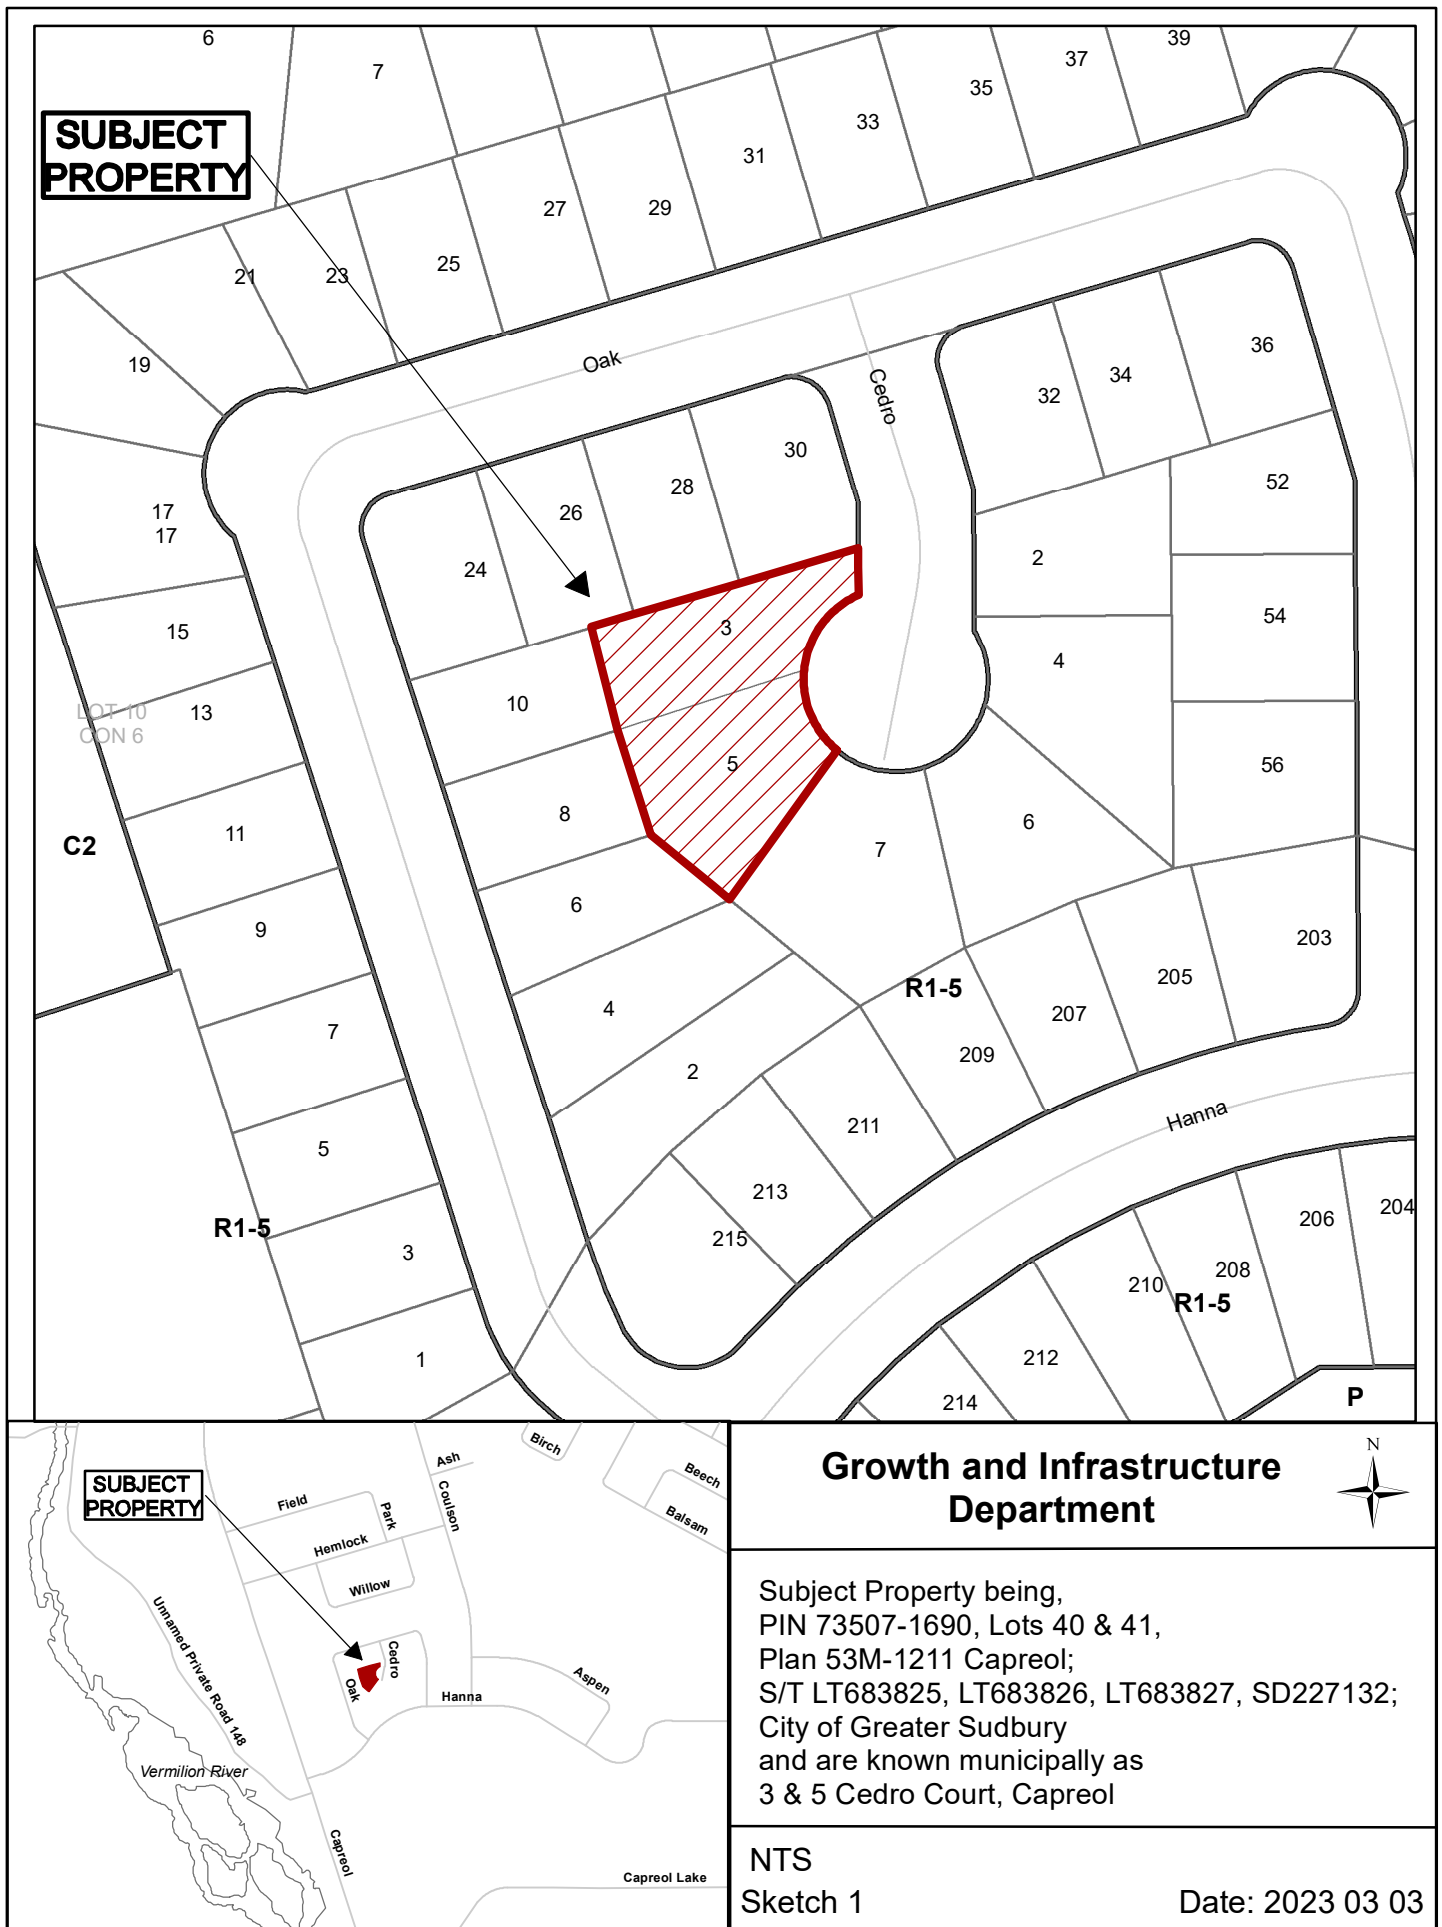 6
7
39
37
35
33
31
29
27
25
23
21
19
SUBJECT
PROPERTY
Oak
Cedro
36
34
32
30
28
26
24
52
54
56
2
4
6
7
3
5
17
17
15
13
LOT 10
CON 6
C2
11
9
7
5
3
1
R1-5
10
8
6
4
2
R1-5
203
205
207
209
211
213
215
Hanna
204
206
208
210
R1-5
212
214
P
SUBJECT
PROPERTY
Birch
Ash
Beech
Balsam
Coulson
Field
Park
Hemlock
Willow
Unnamed Private Road 148
Cedro
Oak
Hanna
Aspen
Vermilion River
Capreol
Capreol Lake
Growth and Infrastructure
Department
N
Subject Property being,
PIN 73507-1690, Lots 40 & 41,
Plan 53M-1211 Capreol;
S/T LT683825, LT683826, LT683827, SD227132;
City of Greater Sudbury
and are known municipally as
3 & 5 Cedro Court, Capreol
NTS
Sketch 1
Date: 2023 03 03